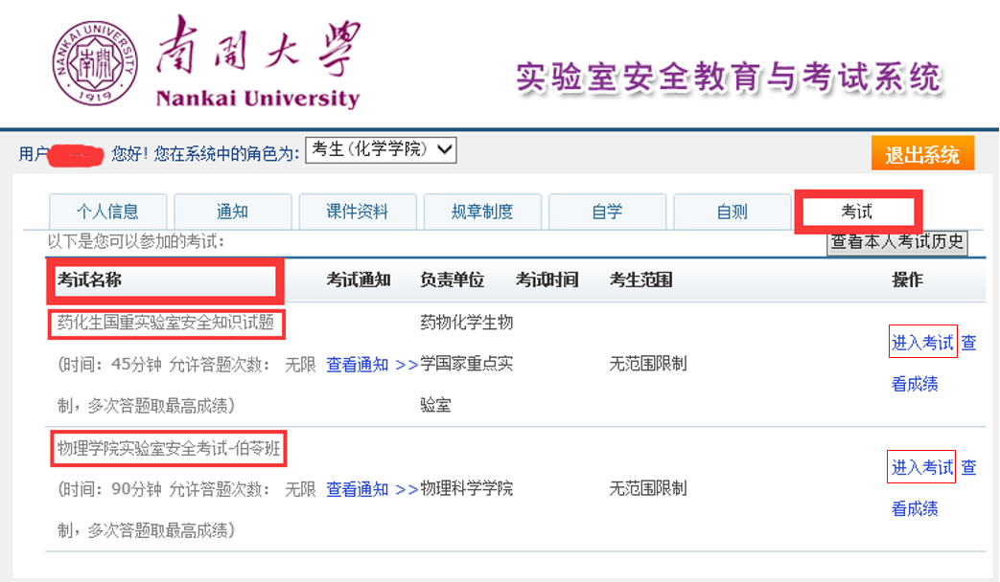 NANKAI UNIVERSITY
南開
1919
南開大學
Nankai University
实验室安全教育与考试系统
用户 您好! 您在系统中的角色为: 考生(化学学院)
退出系统
个人信息 通知 课件资料 规章制度 自学 自测 考试
以下是您可以参加的考试:
查看本人考试历史
考试名称 考试通知 负责单位 考试时间 考生范围 操作
药化生国重实验室安全知识试题 药物化学生物
进入考试 查
(时间: 45分钟 允许答题次数: 无限 查看通知 >> 学国家重点实 无范围限制
看成绩
制, 多次答题取最高成绩) 验室
物理学院实验室安全考试-伯苓班
进入考试 查
(时间: 90分钟 允许答题次数: 无限 查看通知 >> 物理科学学院 无范围限制
看成绩
制, 多次答题取最高成绩)